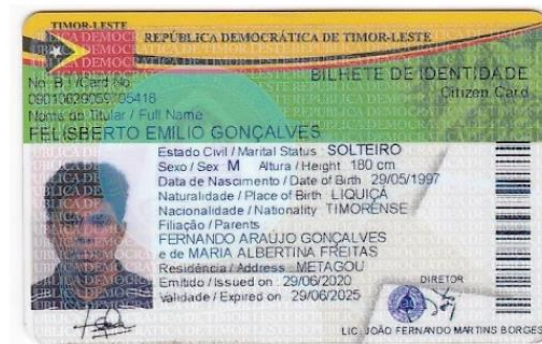 TIMOR-LESTE
REPÚBLICA DEMOCRÁTICA DE TIMOR-LESTE
BILHETE DE IDENTIDADE
Citizen Card
No. B.I/Card No:
Nome do Titular / Full Name
FELISBERTO EMILIO GONÇALVES
Estado Civil / Marital Status : SOLTEIRO
Sexo / Sex M Altura / Height 180 cm
Data de Nascimento / Date of Birth 29/05/1997
Naturalidade / Place of Birth LIQUIÇÁ
Nacionalidade / Nationality TIMORENSE
Filiação / Parents
FERNANDO ARAÚJO GONÇALVES
e de MARIA ALBERTINA FREITAS
Residência / Address METAGOU
Emitido / Issued on : 29/06/2020
Validade / Expired on 29/06/2025
DIRETOR
LIC. JOÃO FERNANDO MARTINS BORGES